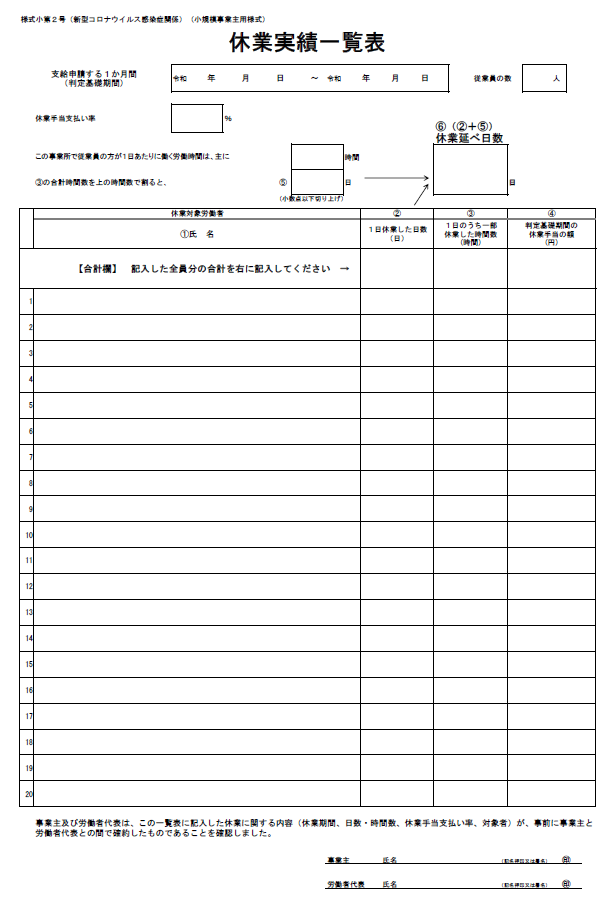 様式小第２号（新型コロナウイルス感染症関係）（小規模事業主用様式）
休業実績一覧表
支給申請する１か月間
（判定基礎期間）
令和 年 月 日 ～ 令和 年 月 日
従業員の数 人
休業手当支払い率 %
⑥（②＋⑤）
休業延べ日数
この事業所で従業員の方が１日あたりに働く労働時間は、主に 時間
③の合計時間数を上の時間数で割ると、 ⑤ 日 日
（小数点以下切り上げ）
休業対象労働者 ② ③ ④
①氏 名
１日休業した日数
（日）
１日のうち一部
休業した時間数
（時間）
判定基礎期間の
休業手当の額
（円）
【合計欄】 記入した全員分の合計を右に記入してください →
1
2
3
4
5
6
7
8
9
10
11
12
13
14
15
16
17
18
19
20
事業主及び労働者代表は、この一覧表に記入した休業に関する内容（休業期間、日数・時間数、休業手当支払い率、対象者）が、事前に事業主と
労働者代表との間で確約したものであることを確認しました。
事業主 氏名 （記名押印又は署名） ㊞
労働者代表 氏名 （記名押印又は署名） ㊞